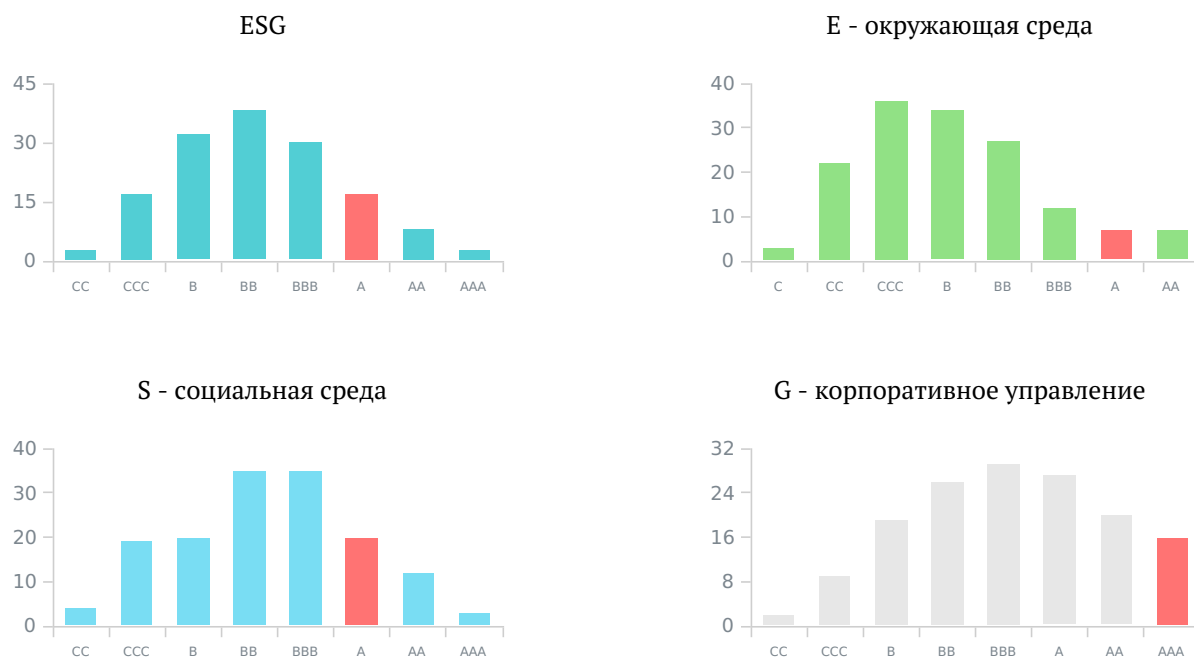 ESG
45
30
15
0
CC CCC B BB BBB A AA AAA
E - окружающая среда
40
30
20
10
0
C CC CCC B BB BBB A AA
S - социальная среда
40
30
20
10
0
CC CCC B BB BBB A AA AAA
G - корпоративное управление
32
24
16
8
0
CC CCC B BB BBB A AA AAA